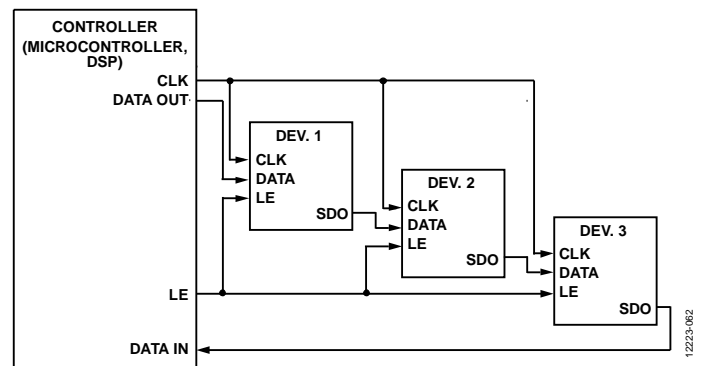 CONTROLLER
(MICROCONTROLLER,
DSP)
CLK
DATA OUT
LE
DATA IN
DEV. 1
CLK
DATA
LE
SDO
DEV. 2
CLK
DATA
LE
SDO
DEV. 3
CLK
DATA
LE
SDO
12223-062